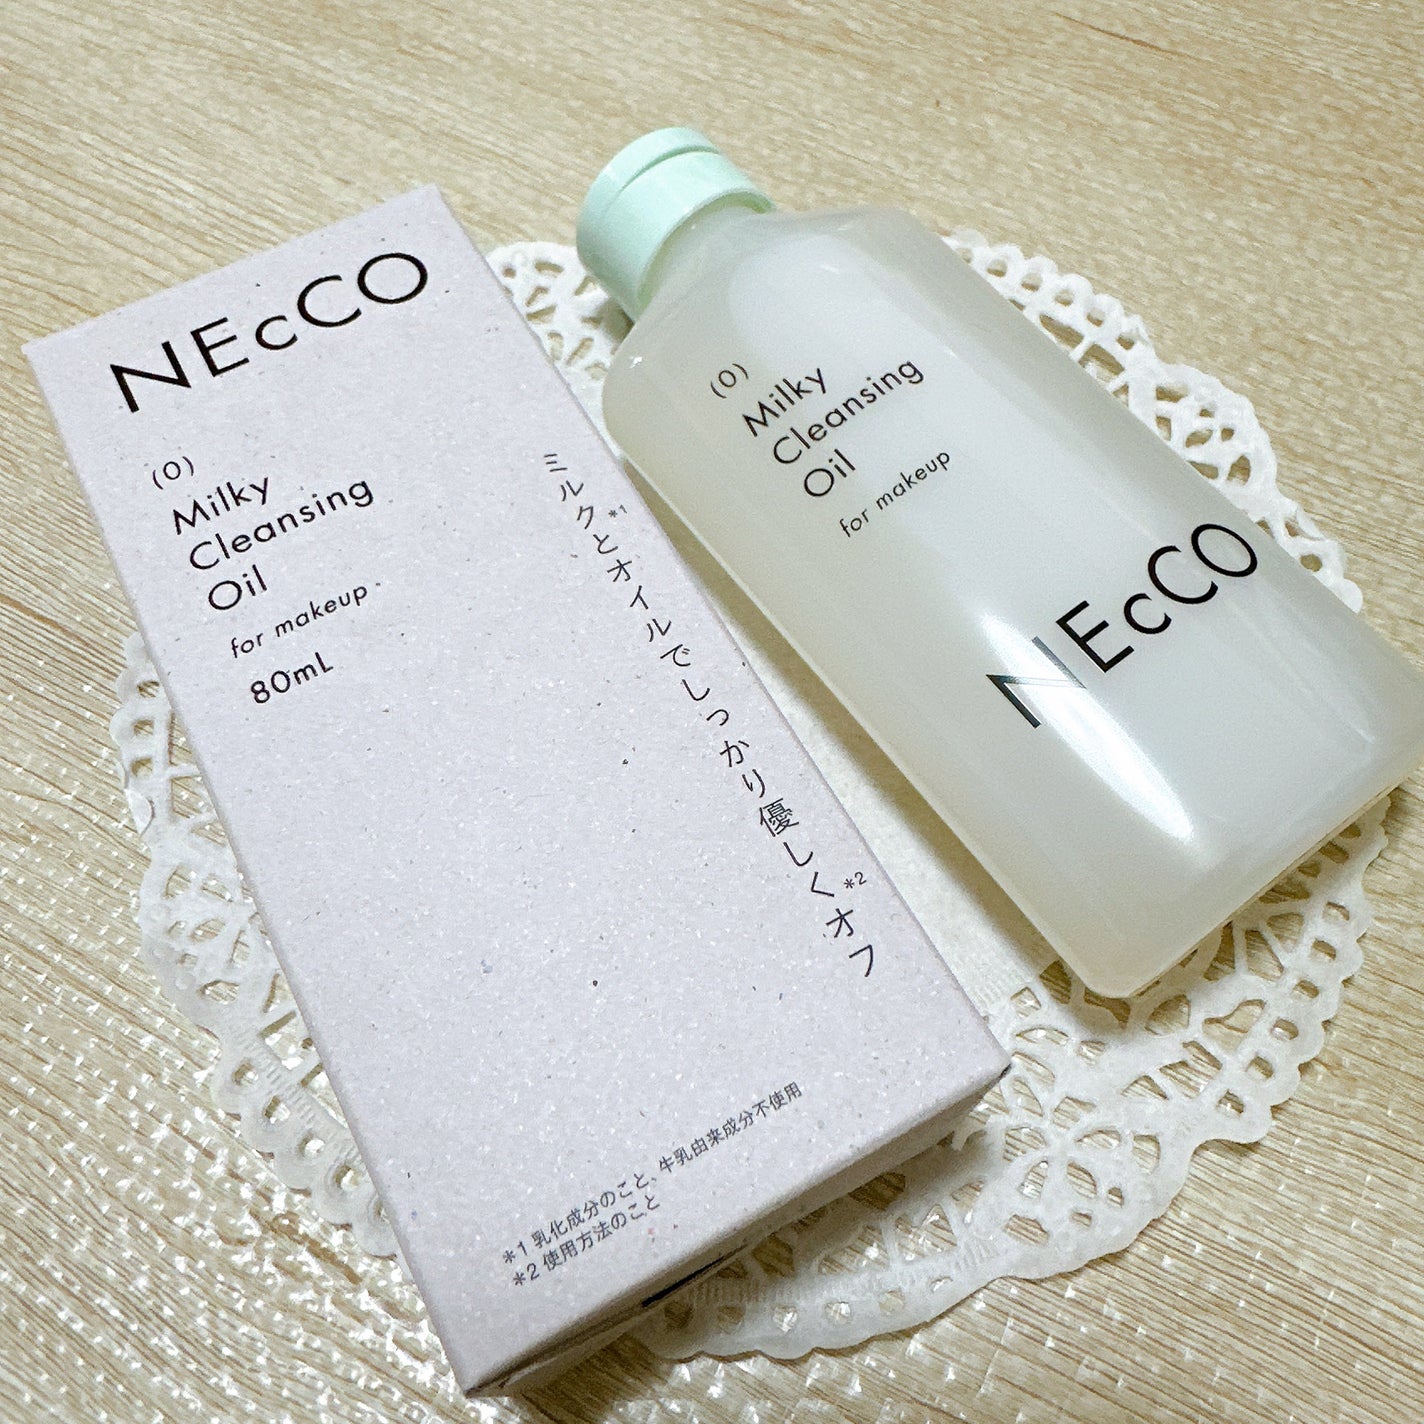 NEcCO
(0)
Milky
Cleansing
Oil
for makeup
80mL
ミルク*1とオイルでしっかり優しく*2オフ
*1 乳化成分のこと、牛乳由来成分不使用
*2 使用方法のこと
(0)
Milky
Cleansing
Oil
for makeup
NEcCO